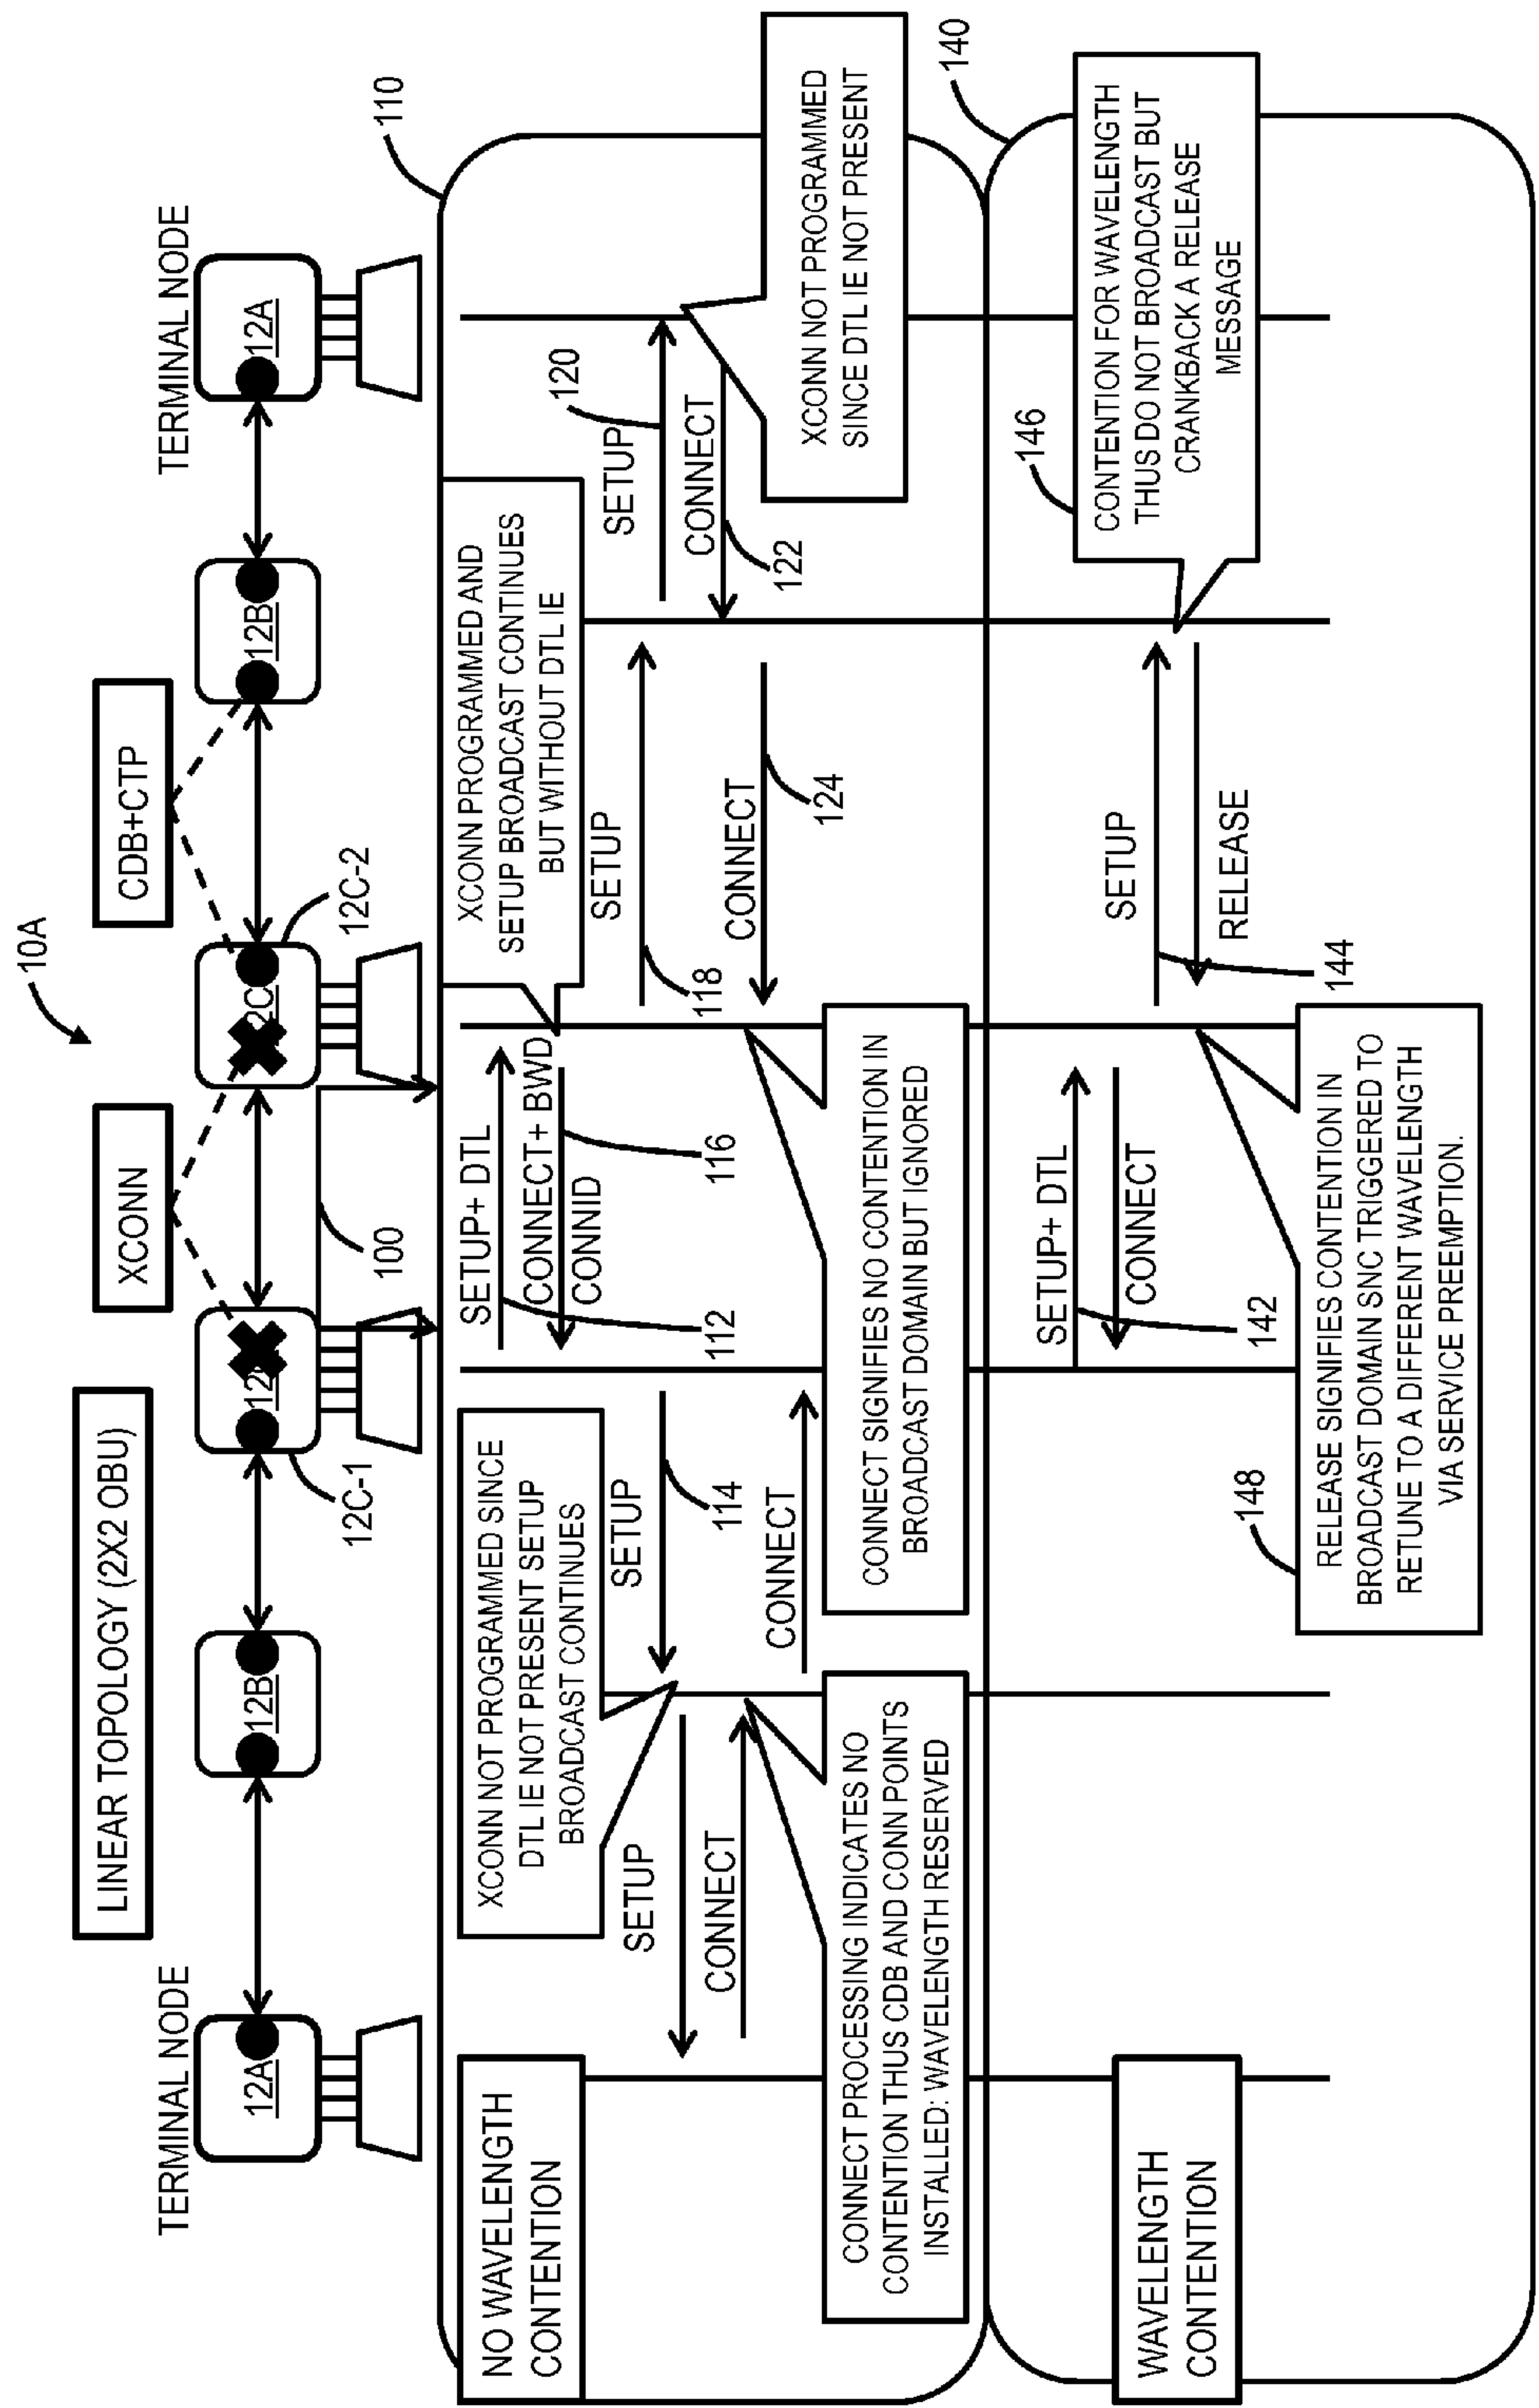 10A
LINEAR TOPOLOGY (2X2 OBU)
XCONN
CDB+CTP
TERMINAL NODE
TERMINAL NODE
12A
12B
12C
12B
12A
12C-1
12C-2
100
110
NO WAVELENGTH
CONTENTION
XCONN NOT PROGRAMMED SINCE
DTL IE NOT PRESENT SETUP
BROADCAST CONTINUES
SETUP+ DTL
CONNECT+ BWD
CONNID
112
116
XCONN PROGRAMMED AND
SETUP BROADCAST CONTINUES
BUT WITHOUT DTL IE
SETUP
114
SETUP
118
SETUP
120
SETUP
CONNECT
CONNECT
CONNECT
124
CONNECT
122
XCONN NOT PROGRAMMED
SINCE DTL IE NOT PRESENT
CONNECT PROCESSING INDICATES NO
CONTENTION THUS CDB AND CONN POINTS
INSTALLED: WAVELENGTH RESERVED
CONNECT SIGNIFIES NO CONTENTION IN
BROADCAST DOMAIN BUT IGNORED
140
WAVELENGTH
CONTENTION
SETUP+ DTL
CONNECT
142
SETUP
RELEASE
144
146
CONTENTION FOR WAVELENGTH
THUS DO NOT BROADCAST BUT
CRANKBACK A RELEASE
MESSAGE
148
RELEASE SIGNIFIES CONTENTION IN
BROADCAST DOMAIN SNC TRIGGERED TO
RETUNE TO A DIFFERENT WAVELENGTH
VIA SERVICE PREEMPTION.